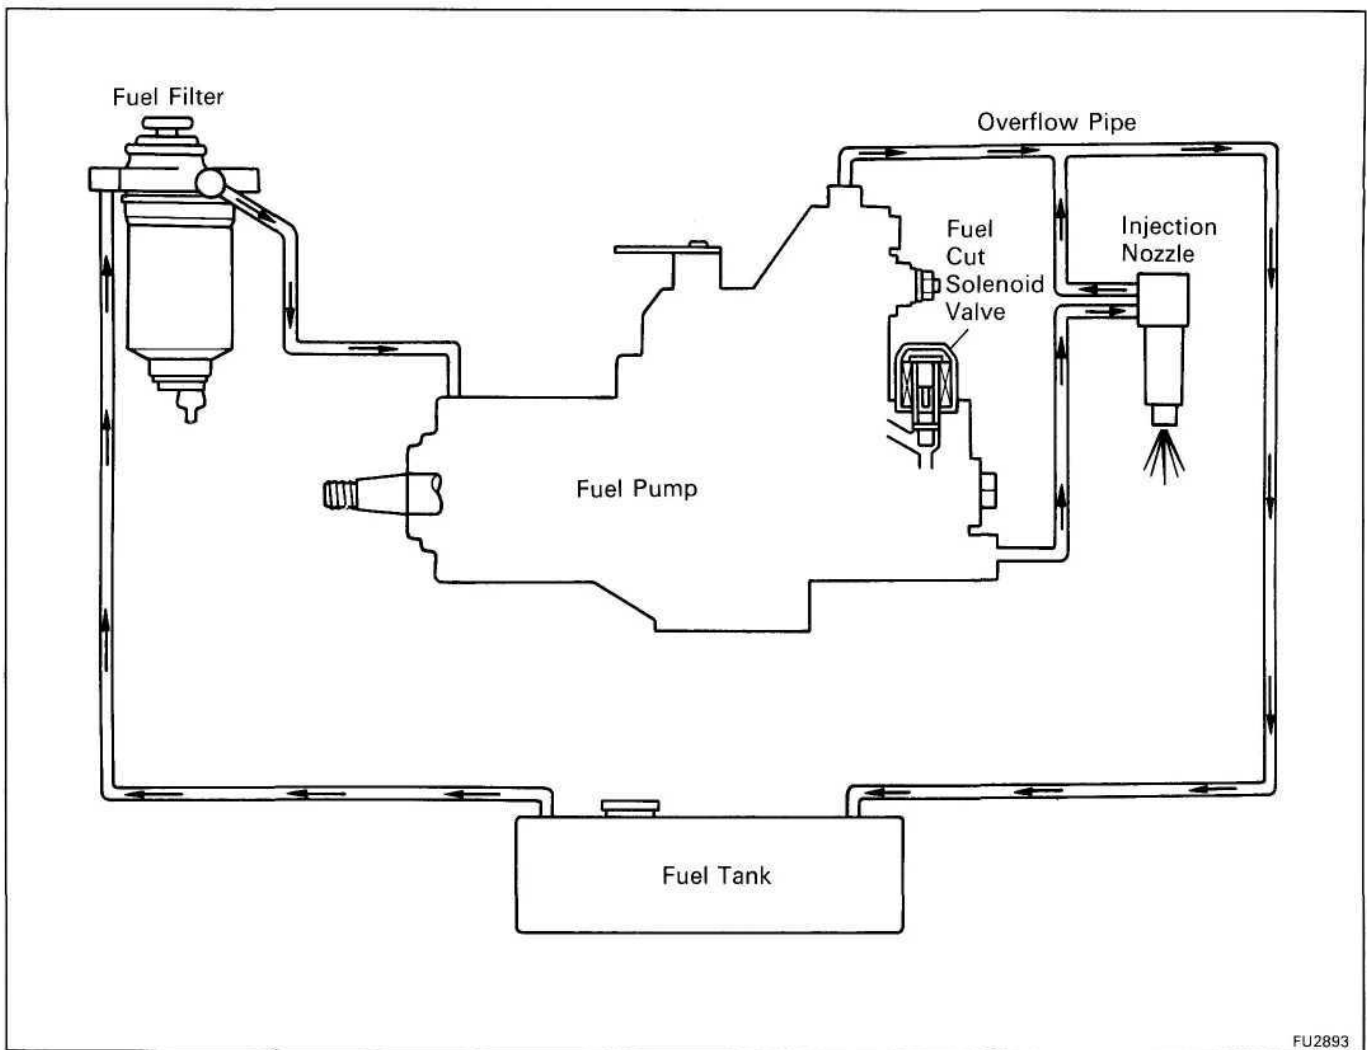 Fuel Filter
Overflow Pipe
Fuel
Cut
Solenoid
Valve
Injection
Nozzle
Fuel Pump
Fuel Tank
FU2893